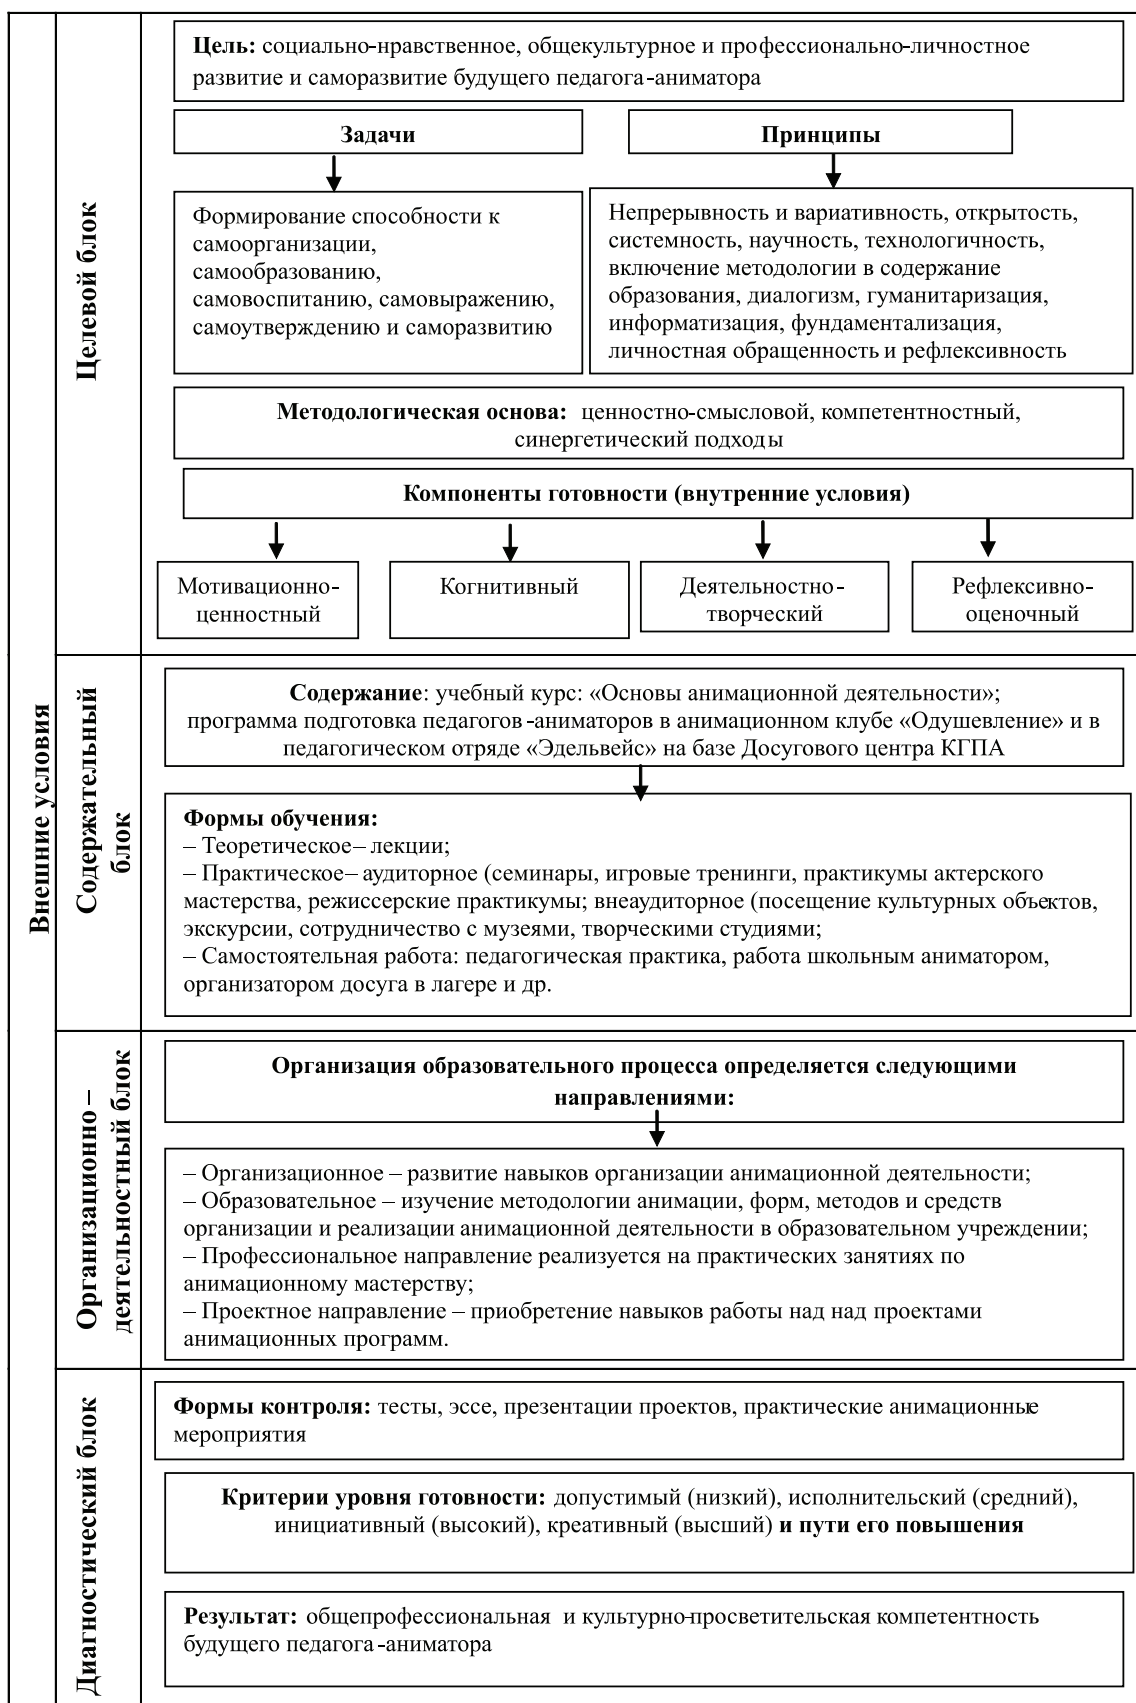 Внешние условия
Целевой блок
Цель: социально-нравственное, общекультурное и профессионально-личностное
развитие и саморазвитие будущего педагога-аниматора
Задачи
Принципы
Формирование способности к
самоорганизации,
самообразованию,
самовоспитанию, самовыражению,
самоутверждению и саморазвитию
Непрерывность и вариативность, открытость,
системность, научность, технологичность,
включение методологии в содержание
образования, диалогизм, гуманитаризация,
информатизация, фундаментализация,
личностная обращенность и рефлексивность
Методологическая основа: ценностно-смысловой, компетентностный,
синергетический подходы
Компоненты готовности (внутренние условия)
Мотивационно-
ценностный
Когнитивный
Деятельностно-
творческий
Рефлексивно-
оценочный
Содержательный
блок
Содержание: учебный курс: «Основы анимационной деятельности»;
программа подготовка педагогов-аниматоров в анимационном клубе «Одушевление» и в
педагогическом отряде «Эдельвейс» на базе Досугового центра КГПА
Формы обучения:
– Теоретическое– лекции;
– Практическое– аудиторное (семинары, игровые тренинги, практикумы актерского
мастерства, режиссерские практикумы; внеаудиторное (посещение культурных объектов,
экскурсии, сотрудничество с музеями, творческими студиями;
– Самостоятельная работа: педагогическая практика, работа школьным аниматором,
организатором досуга в лагере и др.
Организационно –
деятельностный блок
Организация образовательного процесса определяется следующими
направлениями:
– Организационное – развитие навыков организации анимационной деятельности;
– Образовательное – изучение методологии анимации, форм, методов и средств
организации и реализации анимационной деятельности в образовательном учреждении;
– Профессиональное направление реализуется на практических занятиях по
анимационному мастерству;
– Проектное направление – приобретение навыков работы над над проектами
анимационных программ.
Диагностический блок
Формы контроля: тесты, эссе, презентации проектов, практические анимационные
мероприятия
Критерии уровня готовности: допустимый (низкий), исполнительский (средний),
инициативный (высокий), креативный (высший) и пути его повышения
Результат: общепрофессиональная и культурно-просветительская компетентность
будущего педагога-аниматора